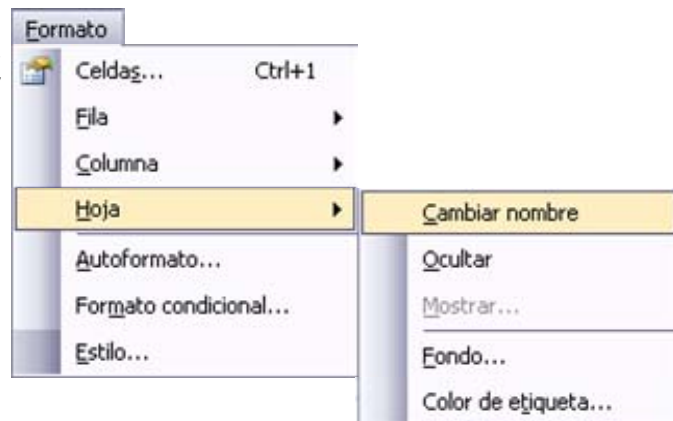 Formato
Celdas... Ctrl+1
Fila
Columna
Hoja
Autoformato...
Formato condicional...
Estilo...
Cambiar nombre
Ocultar
Mostrar...
Fondo...
Color de etiqueta...